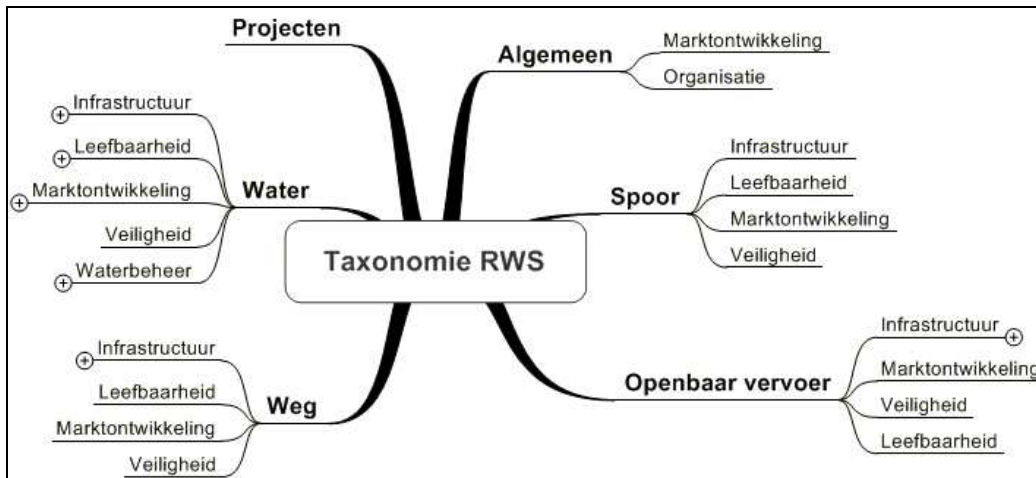 Projecten
Algemeen
Marktontwikkeling
Organisatie
Infrastructuur
Leefbaarheid
Marktontwikkeling
Veiligheid
Waterbeheer
Water
Spoor
Infrastructuur
Leefbaarheid
Marktontwikkeling
Veiligheid
Taxonomie RWS
Infrastructuur
Leefbaarheid
Marktontwikkeling
Veiligheid
Weg
Openbaar vervoer
Infrastructuur
Marktontwikkeling
Veiligheid
Leefbaarheid